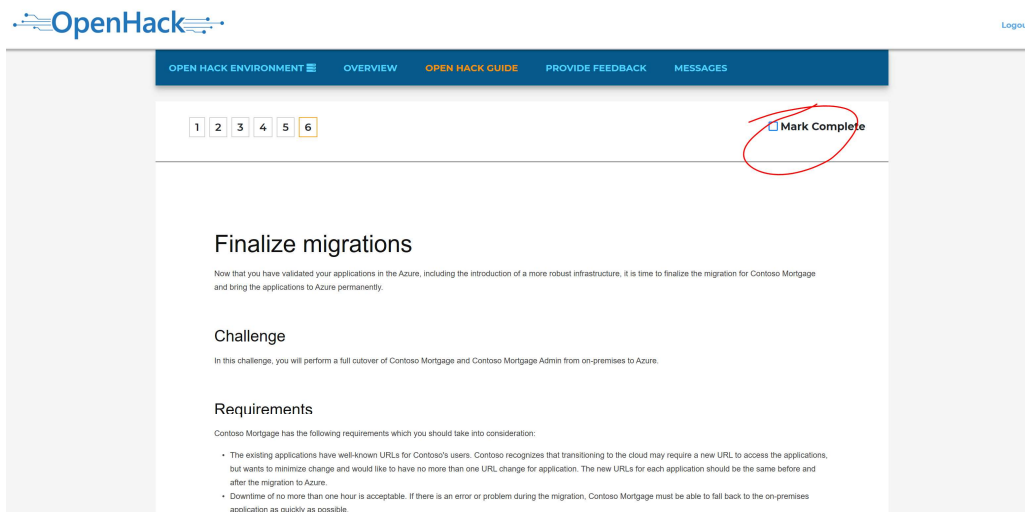 OpenHack
Logou
OPEN HACK ENVIRONMENT OVERVIEW OPEN HACK GUIDE PROVIDE FEEDBACK MESSAGES
1 2 3 4 5 6 Mark Complete
Finalize migrations
Now that you have validated your applications in the Azure, including the introduction of a more robust infrastructure, it is time to finalize the migration for Contoso Mortgage
and bring the applications to Azure permanently.
Challenge
In this challenge, you will perform a full cutover of Contoso Mortgage and Contoso Mortgage Admin from on-premises to Azure.
Requirements
Contoso Mortgage has the following requirements which you should take into consideration:
• The existing applications have well-known URLs for Contoso's users. Contoso recognizes that transitioning to the cloud may require a new URL to access the applications,
but wants to minimize change and would like to have no more than one URL change for application. The new URLs for each application should be the same before and
after the migration to Azure.
• Downtime of no more than one hour is acceptable. If there is an error or problem during the migration, Contoso Mortgage must be able to fall back to the on-premises
application as quickly as possible.